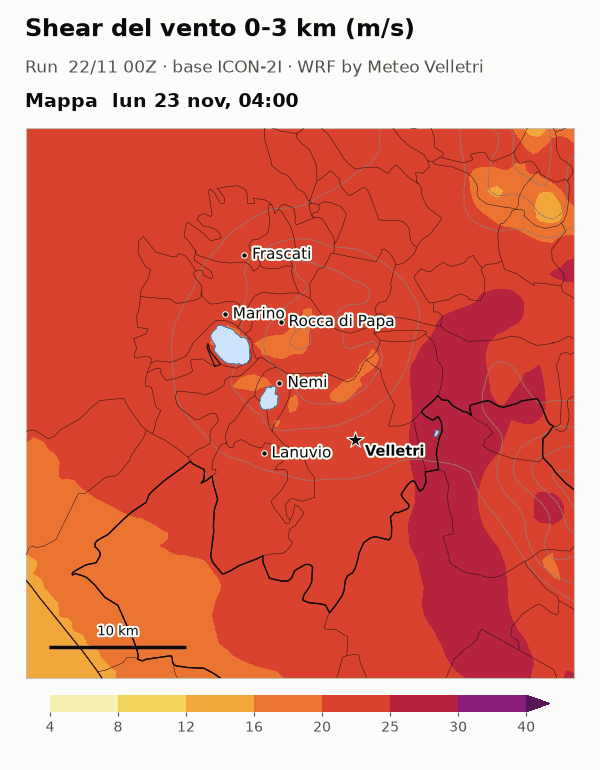 Shear del vento 0-3 km (m/s)
Run  22/11 00Z · base ICON-2I · WRF by Meteo Velletri
Mappa  lun 23 nov, 04:00
Frascati
Marino
Rocca di Papa
Nemi
Velletri
Lanuvio
10 km
4 8 12 16 20 25 30 40